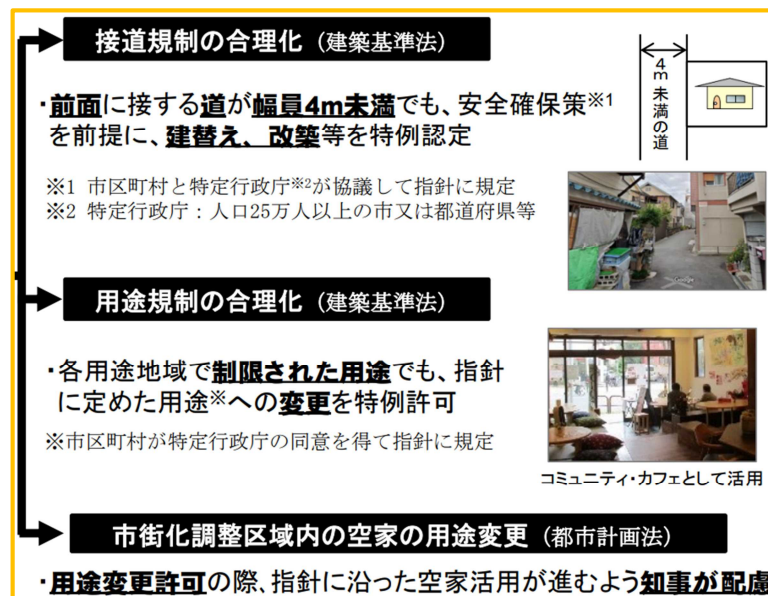 接道規制の合理化（建築基準法）
4m未満の道
・前面に接する道が幅員4m未満でも、安全確保策※1
を前提に、建替え、改築等を特例認定
※1 市区町村と特定行政庁※2が協議して指針に規定
※2 特定行政庁：人口25万人以上の市又は都道府県等
用途規制の合理化（建築基準法）
・各用途地域で制限された用途でも、指針
に定めた用途※への変更を特例許可
※市区町村が特定行政庁の同意を得て指針に規定
コミュニティ・カフェとして活用
市街化調整区域内の空家の用途変更（都市計画法）
・用途変更許可の際、指針に沿った空家活用が進むよう知事が配慮